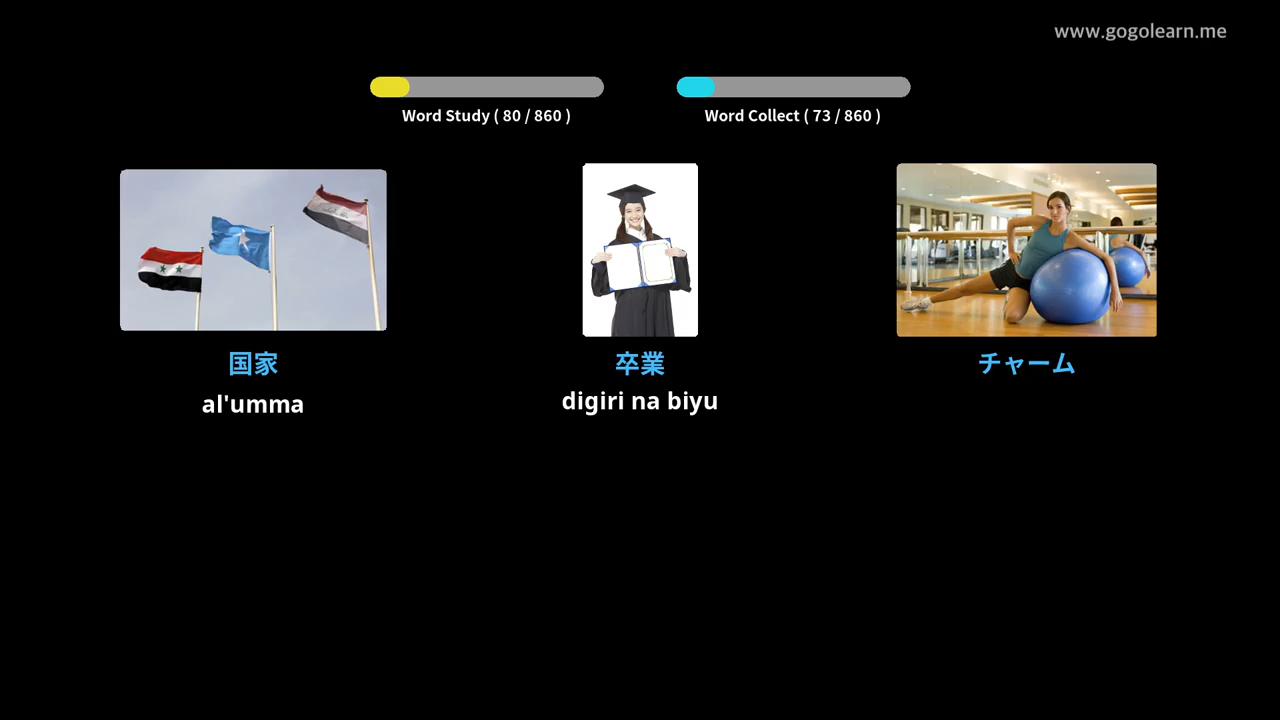 www.gogolearn.me
Word Study ( 80 / 860 )
Word Collect ( 73 / 860 )
国家
卒業
チャーム
al'umma
digiri na biyu